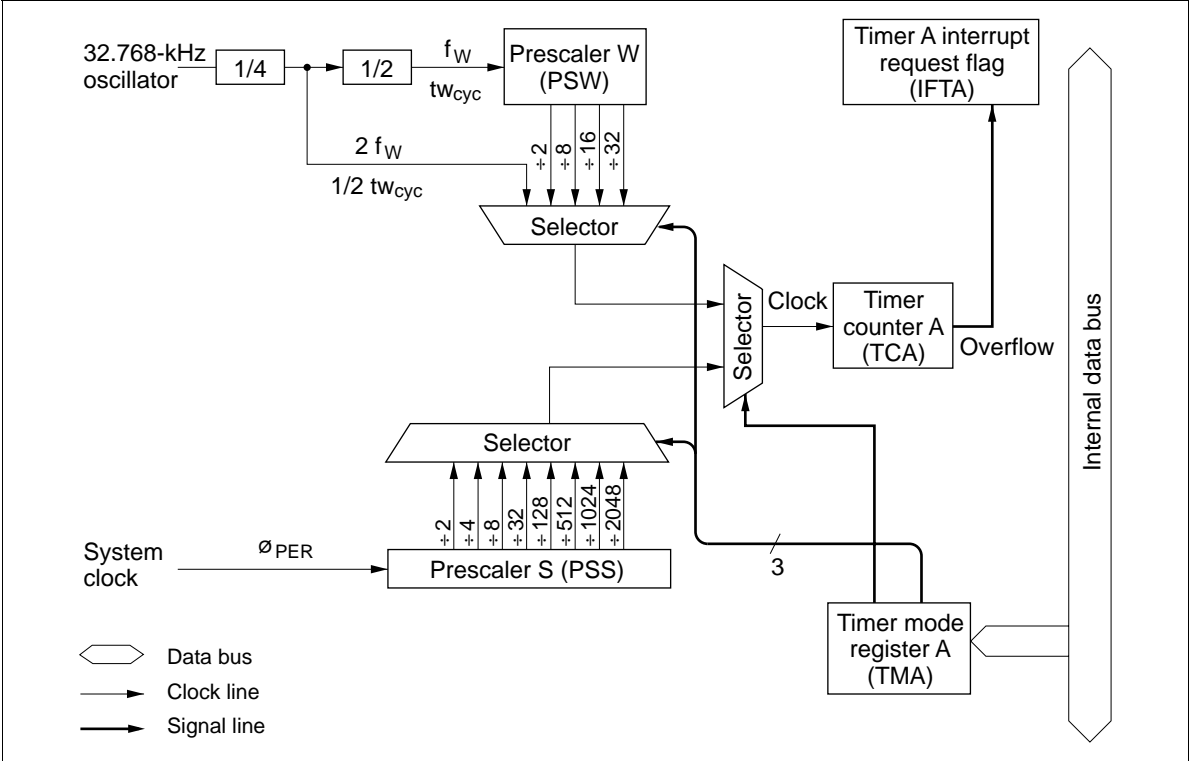 32.768-kHz
oscillator
1/4
1/2
fW
twcyc
Prescaler W
(PSW)
Timer A interrupt
request flag
(IFTA)
2 fW
1/2 twcyc
÷2
÷8
÷16
÷32
Selector
Selector
Clock
Timer
counter A
(TCA)
Overflow
Internal data bus
Selector
÷2
÷4
÷8
÷32
÷128
÷512
÷1024
÷2048
System
clock
øPER
Prescaler S (PSS)
3
Timer mode
register A
(TMA)
Data bus
Clock line
Signal line